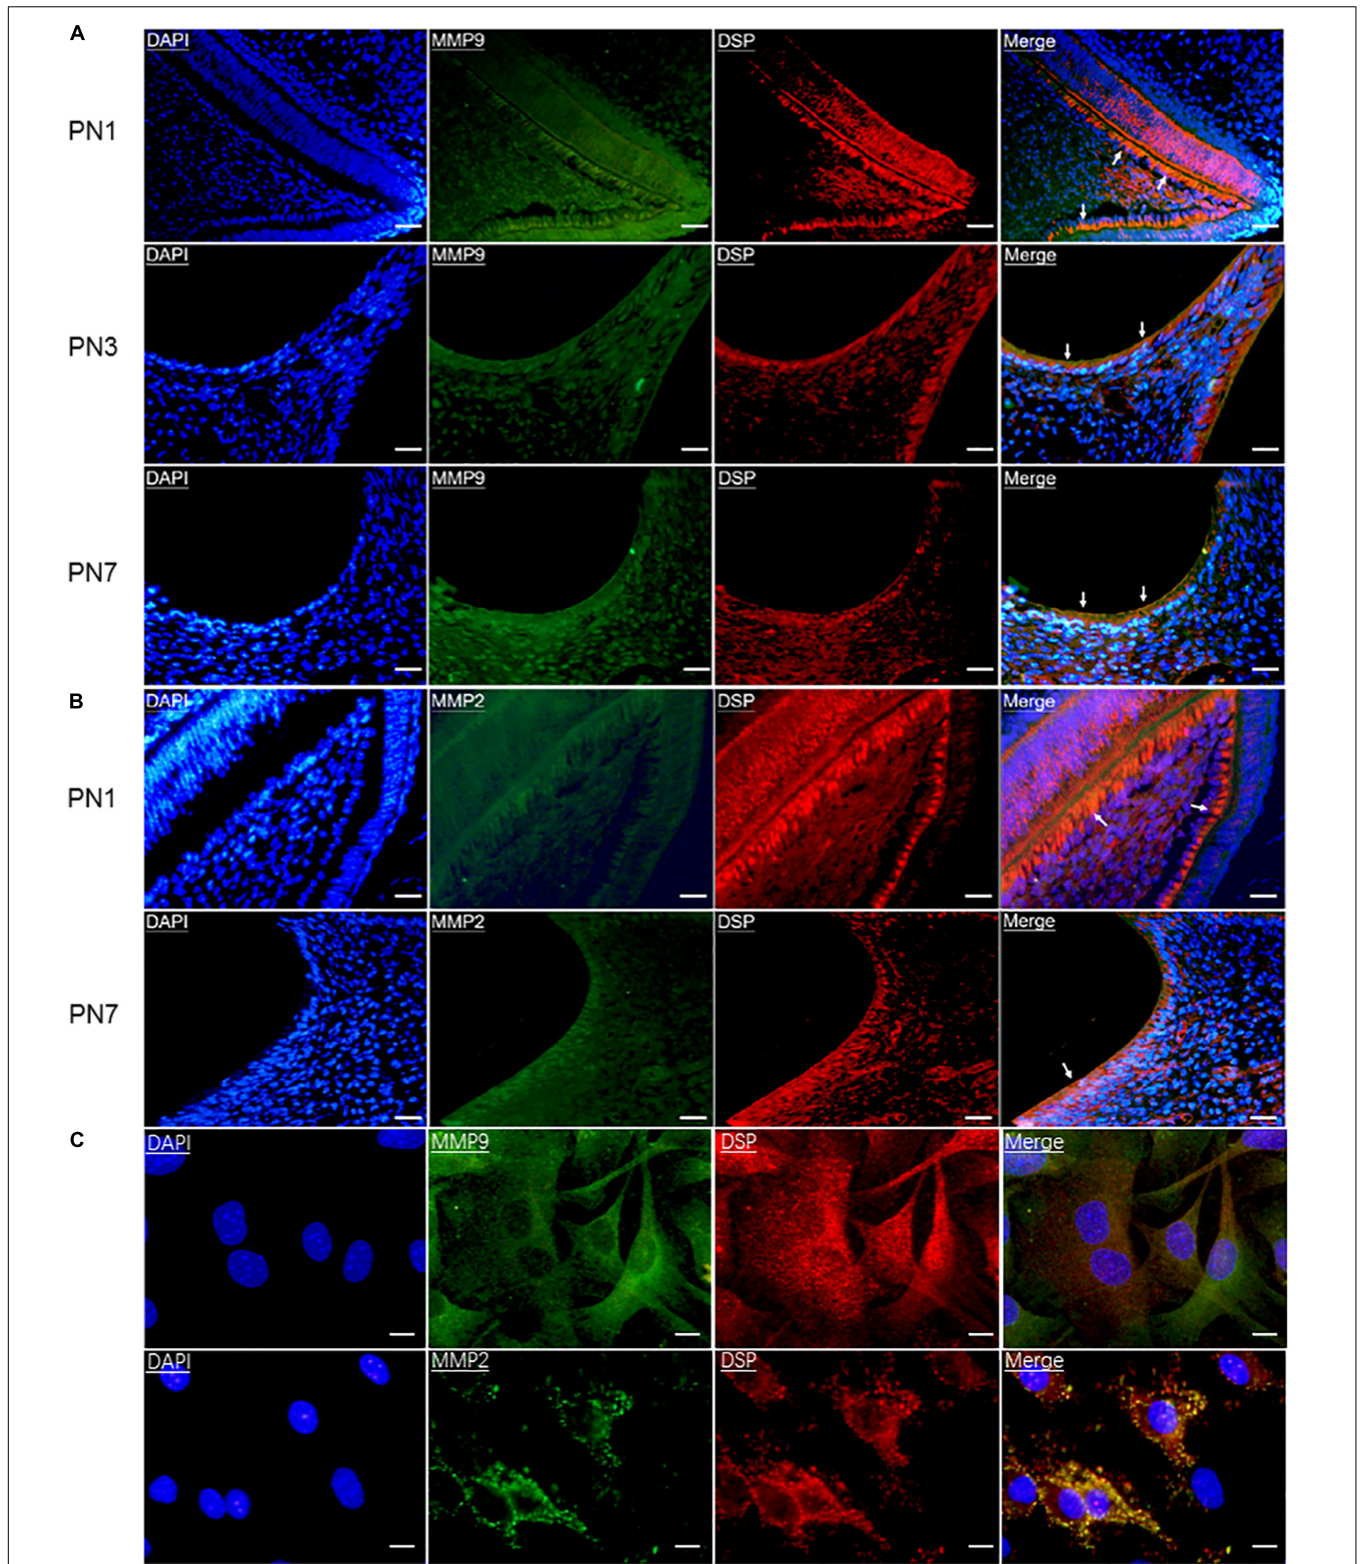 A
DAPI MMP9 DSP Merge
PN1
DAPI MMP9 DSP Merge
PN3
DAPI MMP9 DSP Merge
PN7
B
DAPI MMP2 DSP Merge
PN1
DAPI MMP2 DSP Merge
PN7
C
DAPI MMP9 DSP Merge
DAPI MMP2 DSP Merge